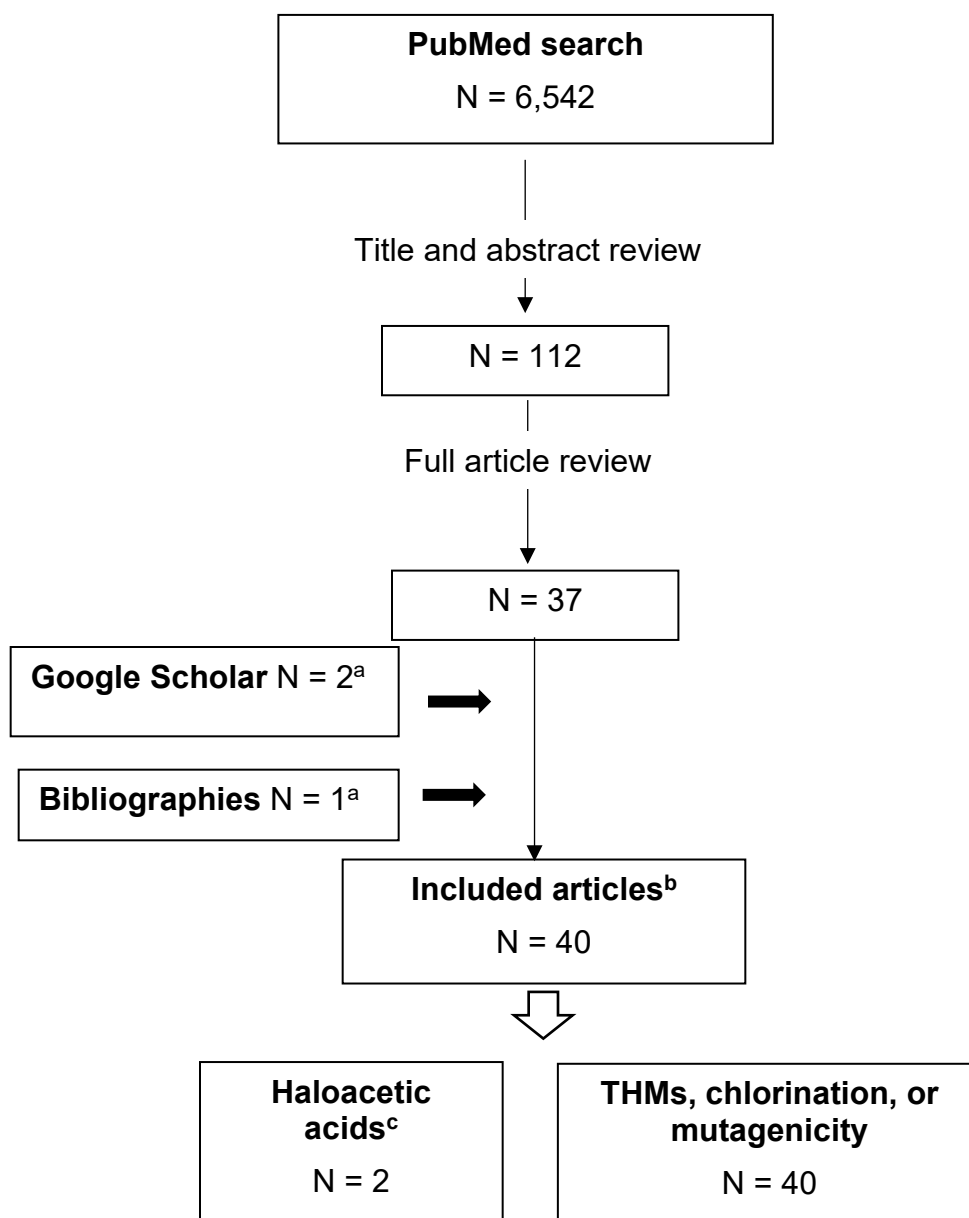 PubMed search
N = 6,542
Title and abstract review
N = 112
Full article review
N = 37
Google Scholar N = 2ᵃ
Bibliographies N = 1ᵃ
Included articlesᵇ
N = 40
Haloacetic
acidsᶜ
N = 2
THMs, chlorination, or
mutagenicity
N = 40